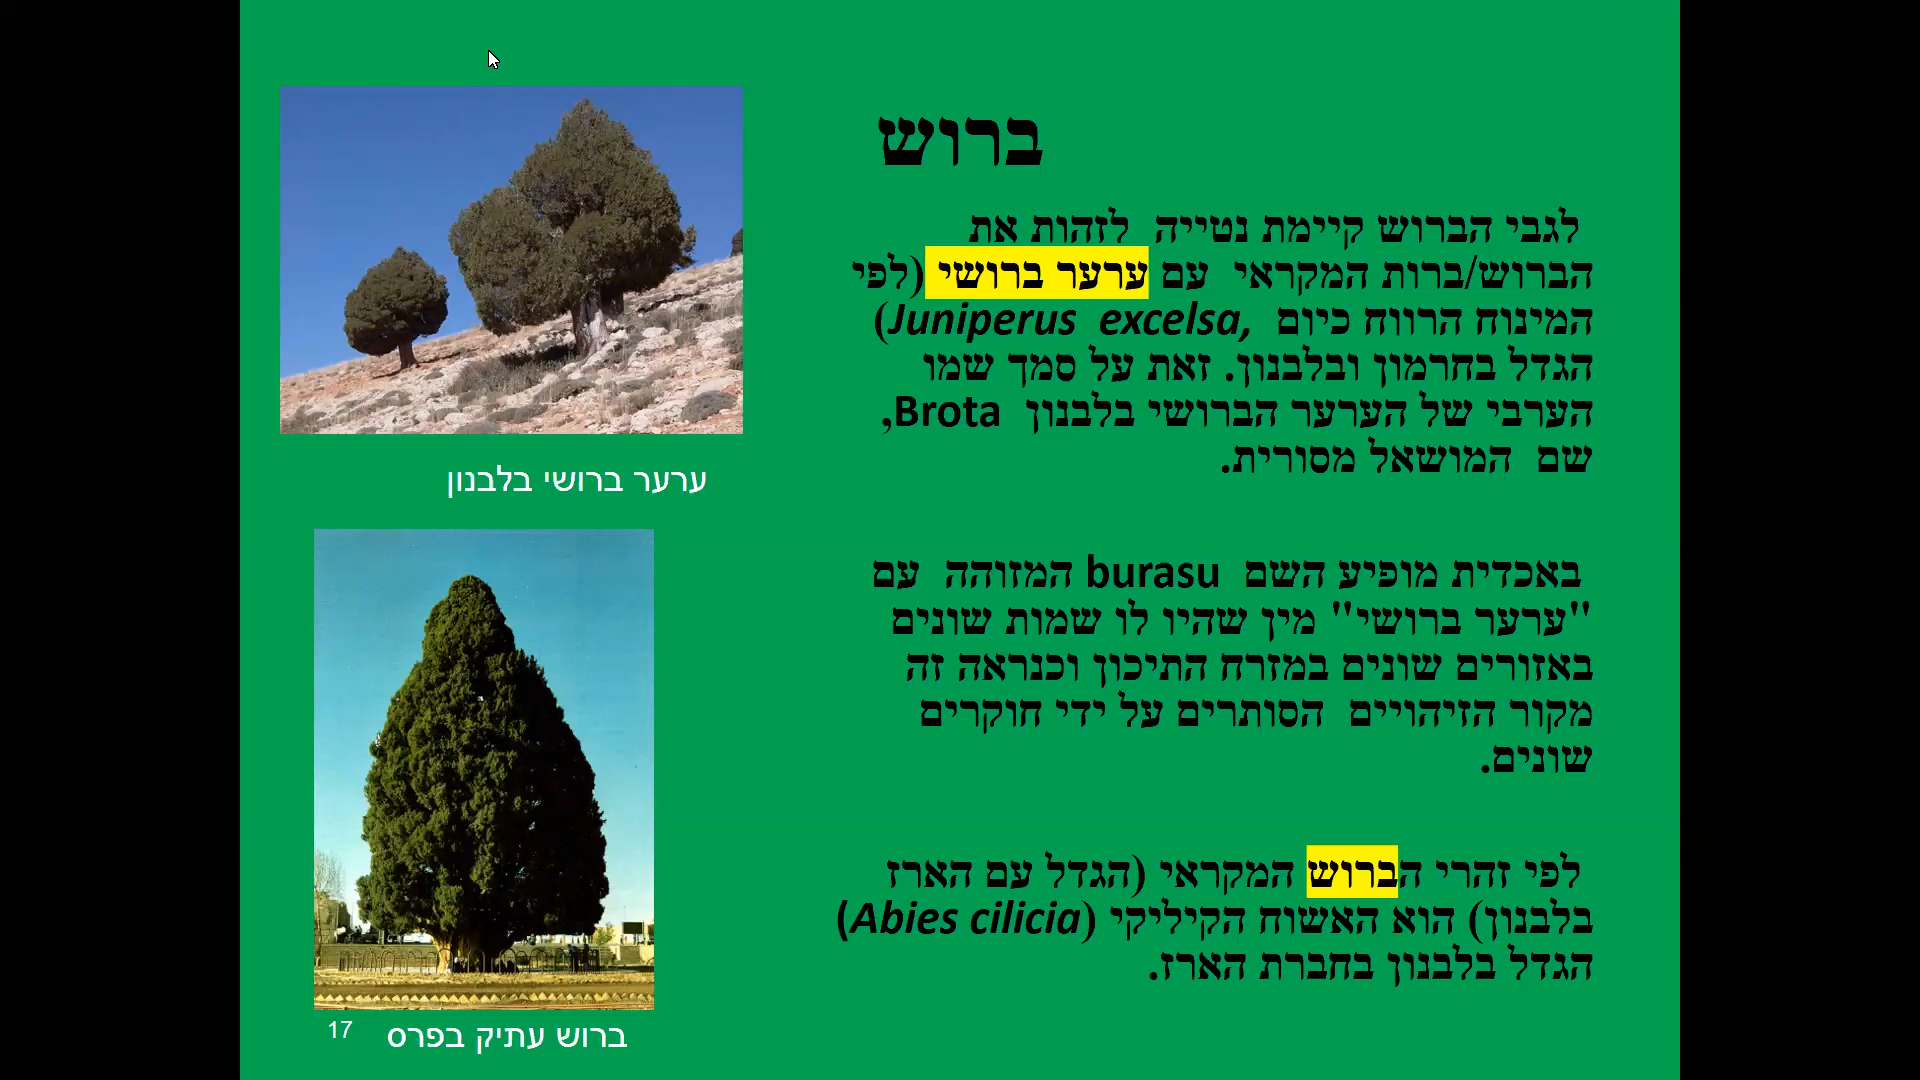 ברוש
לגבי הברוש קיימת נטייה לזהות את
הברוש/ברות המקראי עם ערער ברושי (לפי
המינוח הרווח כיום Juniperus excelsa,)
הגדל בחרמון ובלבנון. זאת על סמך שמו
הערבי של הערער הברושי בלבנון Brota,
שם המושאל מסורית.
באכדית מופיע השם burasu המזוהה עם
"ערער ברושי" מין שהיו לו שמות שונים
באזורים שונים במזרח התיכון וכנראה זה
מקור הזיהויים הסותרים על ידי חוקרים
שונים.
לפי זהרי הברוש המקראי (הגדל עם הארז
בלבנון) הוא האשוח הקיליקי (Abies cilicia)
הגדל בלבנון בחברת הארז.
ערער ברושי בלבנון
ברוש עתיק בפרס
17